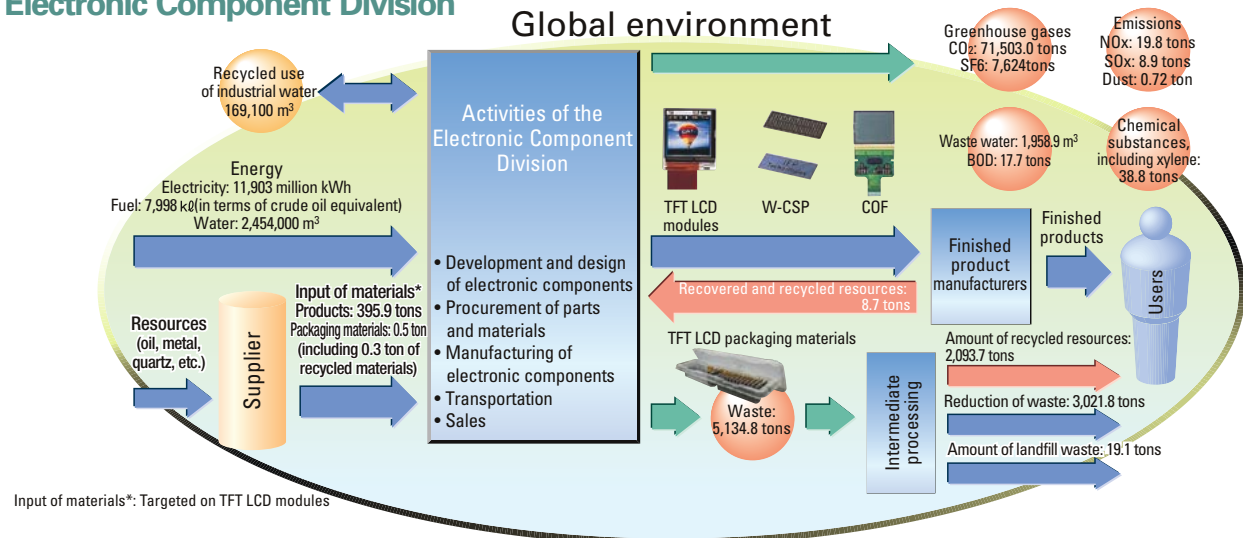 Electronic Component Division
Global environment
Recycled use
of industrial water
169,100 m³
Energy
Electricity: 11,903 million kWh
Fuel: 7,998 kℓ(in terms of crude oil equivalent)
Water: 2,454,000 m³
Resources
(oil, metal,
quartz, etc.)
Supplier
Input of materials*
Products: 395.9 tons
Packaging materials: 0.5 ton
(including 0.3 ton of
recycled materials)
Activities of the
Electronic Component
Division
• Development and design
of electronic components
• Procurement of parts
and materials
• Manufacturing of
electronic components
• Transportation
• Sales
Greenhouse gases
CO₂: 71,503.0 tons
SF6: 7,624tons
Emissions
NOx: 19.8 tons
SOx: 8.9 tons
Dust: 0.72 ton
Waste water: 1,958.9 m³
BOD: 17.7 tons
Chemical
substances,
including xylene:
38.8 tons
TFT LCD
modules
W-CSP
COF
Finished
product
manufacturers
Finished
products
Users
Recovered and recycled resources:
8.7 tons
TFT LCD packaging materials
Waste:
5,134.8 tons
Intermediate
processing
Amount of recycled resources:
2,093.7 tons
Reduction of waste: 3,021.8 tons
Amount of landfill waste: 19.1 tons
Input of materials*: Targeted on TFT LCD modules